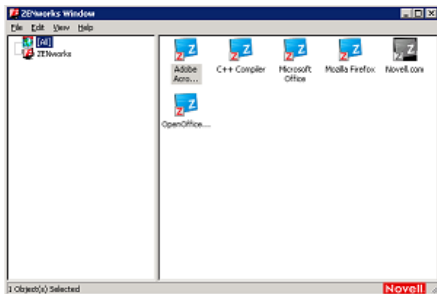 ZENworks Window
File Edit View Help
[All]
ZENworks
Adobe Acro...
C++ Compiler
Microsoft Office
Mozilla Firefox
Novell.com
OpenOffice....
1 Object(s) Selected
Novell